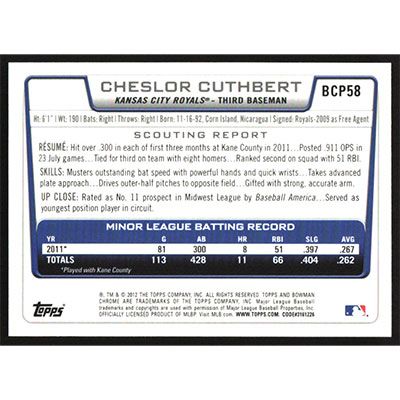 CHESLOR CUTHBERT
BCP58
KANSAS CITY ROYALS® - THIRD BASEMAN
Ht: 6'1" | Wt: 190 | Bats: Right | Throws: Right | Born: 11-16-92, Corn Island, Nicaragua | Signed: Royals-2009 as Free Agent
SCOUTING REPORT
RÉSUMÉ: Hit over .300 in each of first three months at Kane County in 2011...Posted .911 OPS in
23 July games...Tied for third on team with eight homers...Ranked second on squad with 51 RBI.
SKILLS: Musters outstanding bat speed with powerful hands and quick wrists...Takes advanced
plate approach...Drives outer-half pitches to opposite field...Gifted with strong, accurate arm.
UP CLOSE: Rated as No. 11 prospect in Midwest League by Baseball America...Served as
youngest position player in circuit.
MINOR LEAGUE BATTING RECORD
YR G AB HR RBI SLG AVG
2011* 81 300 8 51 .397 .267
TOTALS 113 428 11 66 .404 .262
*Played with Kane County
®, TM & © 2012 THE TOPPS COMPANY, INC. ALL RIGHTS RESERVED. TOPPS AND BOWMAN
CHROME ARE TRADEMARKS OF THE TOPPS COMPANY, INC. Major League Baseball
trademarks and copyrights are used with permission of Major League Baseball Properties, Inc.
OFFICIALLY LICENSED PRODUCT OF MLBP. Visit MLB.com. WWW.TOPPS.COM CODE#2161226
Topps